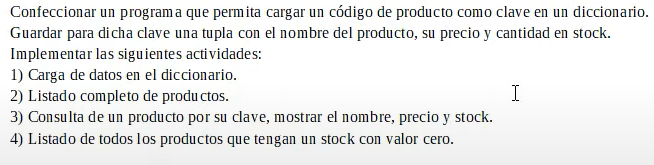 Confeccionar un programa que permita cargar un código de producto como clave en un diccionario.
Guardar para dicha clave una tupla con el nombre del producto, su precio y cantidad en stock.
Implementar las siguientes actividades:
1) Carga de datos en el diccionario.
2) Listado completo de productos.
3) Consulta de un producto por su clave, mostrar el nombre, precio y stock.
4) Listado de todos los productos que tengan un stock con valor cero.